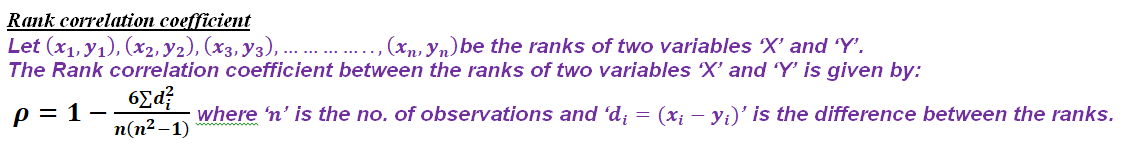 Rank correlation coefficient
Let (x₁, y₁), (x₂, y₂), (x₃, y₃), … … … … . . , (xₙ, yₙ)be the ranks of two variables ‘X’ and ‘Y’.
The Rank correlation coefficient between the ranks of two variables ‘X’ and ‘Y’ is given by:
ρ = 1 − 6∑dᵢ²/n(n²−1) where ‘n’ is the no. of observations and ‘dᵢ = (xᵢ − yᵢ)’ is the difference between the ranks.